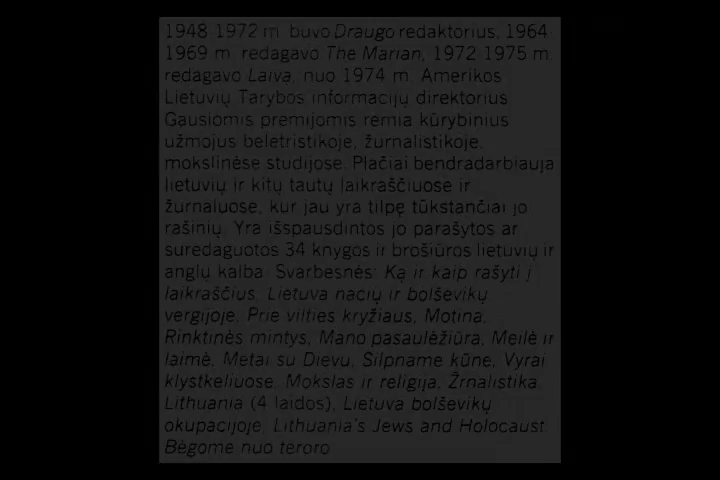 1948 1972 m. buvo Draugo redaktorius, 1964
1969 m. redagavo The Marian, 1972 1975 m.
redagavo Laivą, nuo 1974 m. Amerikos
Lietuvių Tarybos informacijų direktorius
Gausiomis premijomis remia kūrybinius
užmojus beletristikoje, žurnalistikoje,
mokslinėse studijose. Plačiai bendradarbiauja
lietuvių ir kitų tautų laikraščiuose ir
žurnaluose, kur jau yra tilpę tūkstančiai jo
rašinių. Yra išspausdintos jo parašytos ar
suredaguotos 34 knygos ir brošiūros lietuvių ir
anglų kalba. Svarbesnės: Ką ir kaip rašyti į
laikraščius, Lietuva nacių ir bolševikų
vergijoje, Prie vilties kryžiaus, Motina,
Rinktinės mintys, Mano pasaulėžiūra, Meilė ir
laimė, Metai su Dievu, Silpname kūne, Vyrai
klystkeliuose, Mokslas ir religija, Žrnalistika,
Lithuania (4 laidos), Lietuva bolševikų
okupacijoje, Lithuania's Jews and Holocaust
Bėgome nuo teroro